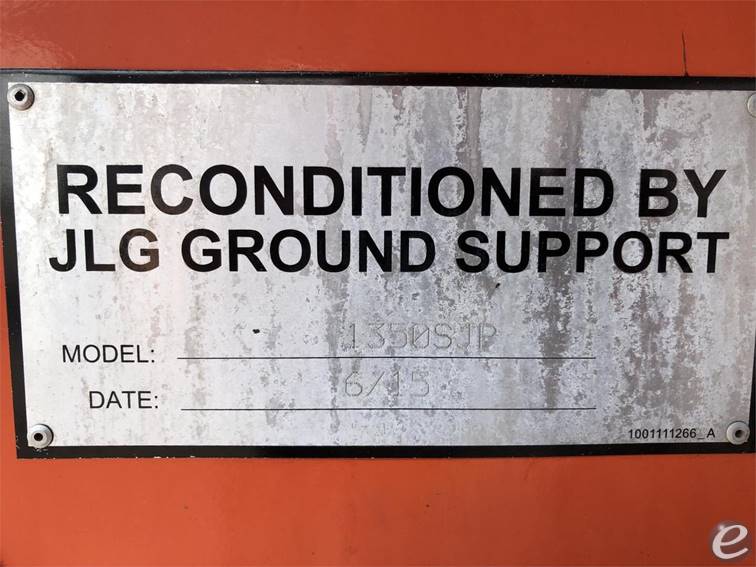 RECONDITIONED BY
JLG GROUND SUPPORT
MODEL: 1350SJP
DATE: 6/15
1001111266_A
e